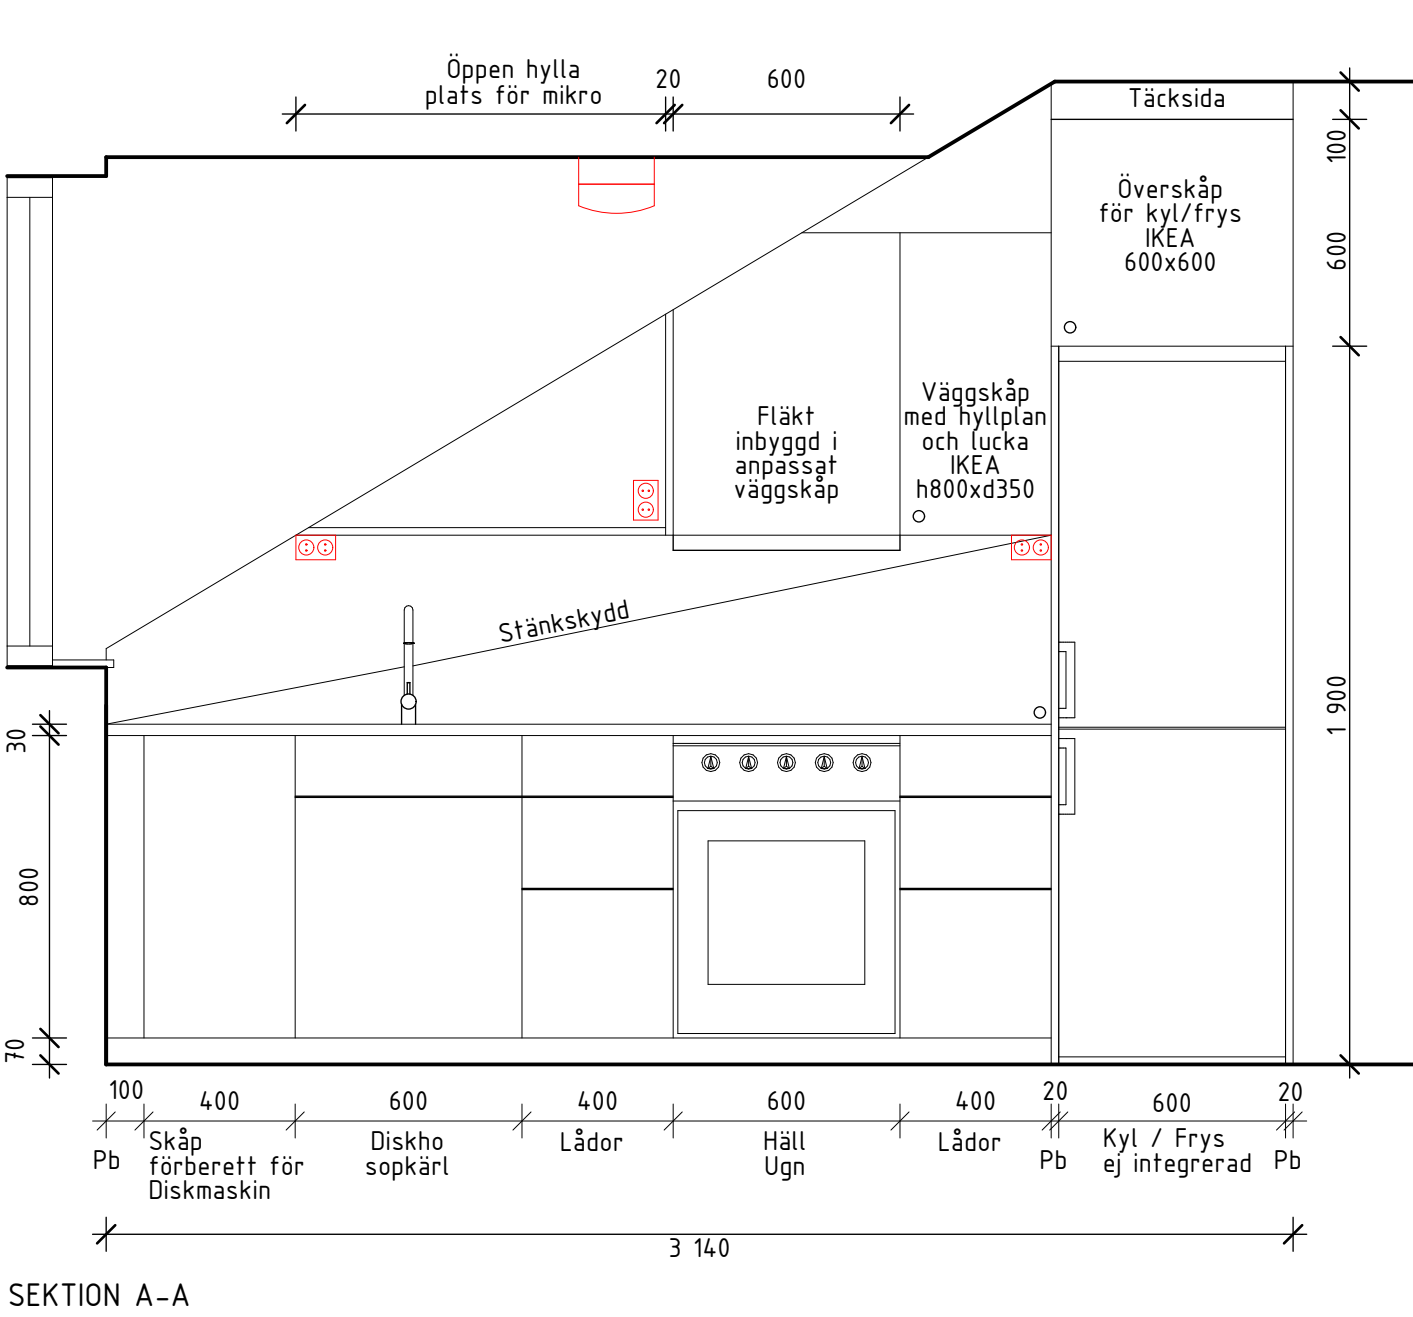 Öppen hylla
plats för mikro
20
600
Täcksida
100
Överskåp
för kyl/frys
IKEA
600x600
600
Väggskåp
med hyllplan
och lucka
IKEA
h800xd350
Fläkt
inbyggd i
anpassat
väggskåp
Stänkskydd
1 900
30
800
70
100
400
600
400
600
400
20
600
20
Pb
Skåp
förberett för
Diskmaskin
Diskho
sopkärl
Lådor
Häll
Ugn
Lådor
Pb
Kyl / Frys
ej integrerad
Pb
3 140
SEKTION A-A